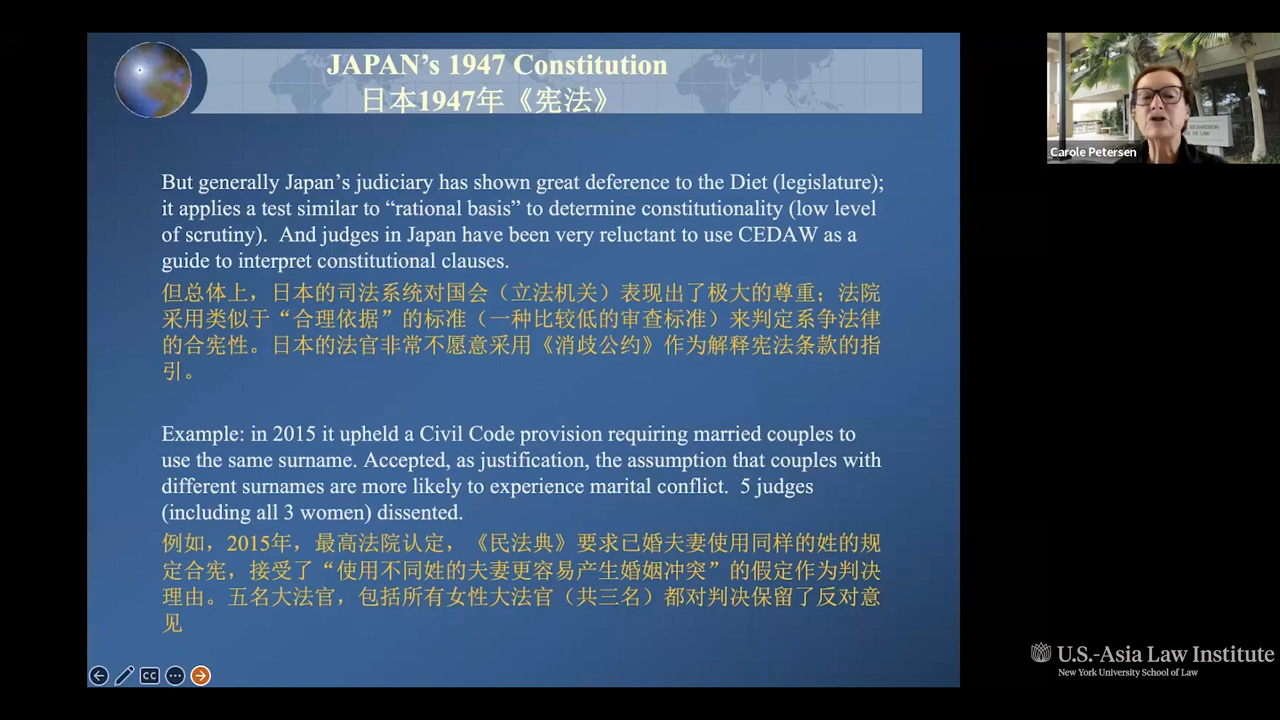 JAPAN’s 1947 Constitution
日本1947年《宪法》
But generally Japan’s judiciary has shown great deference to the Diet (legislature);
it applies a test similar to “rational basis” to determine constitutionality (low level
of scrutiny).  And judges in Japan have been very reluctant to use CEDAW as a
guide to interpret constitutional clauses.
但总体上，日本的司法系统对国会（立法机关）表现出了极大的尊重；法院
采用类似于“合理依据”的标准（一种比较低的审查标准）来判定系争法律
的合宪性。日本的法官非常不愿意采用《消歧公约》作为解释宪法条款的指
引。
Example: in 2015 it upheld a Civil Code provision requiring married couples to
use the same surname. Accepted, as justification, the assumption that couples with
different surnames are more likely to experience marital conflict.  5 judges
(including all 3 women) dissented.
例如，2015年，最高法院认定，《民法典》要求已婚夫妻使用同样的姓的规
定合宪，接受了“使用不同姓的夫妻更容易产生婚姻冲突”的假定作为判决
理由。五名大法官，包括所有女性大法官（共三名）都对判决保留了反对意
见
CC
Carole Petersen
OF LAW
U.S.-Asia Law Institute
New York University School of Law